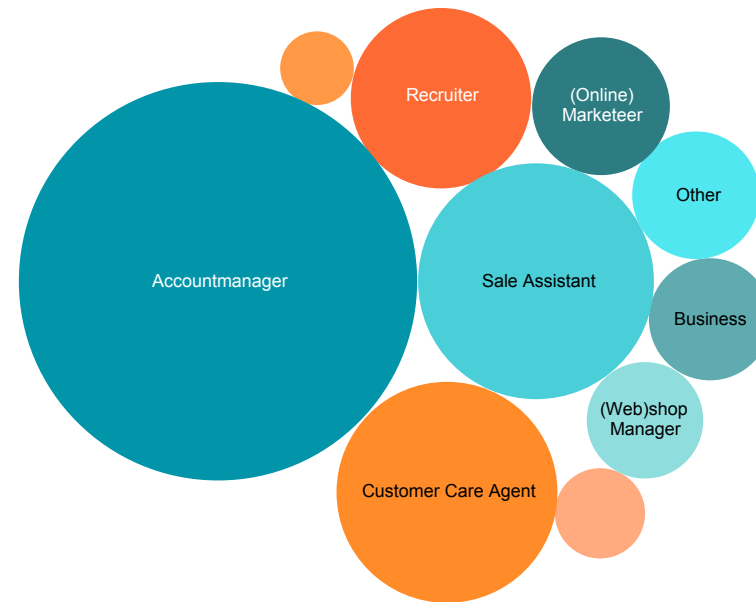 Recruiter
(Online)
Marketeer
Other
Accountmanager
Sale Assistant
Business
(Web)shop
Manager
Customer Care Agent